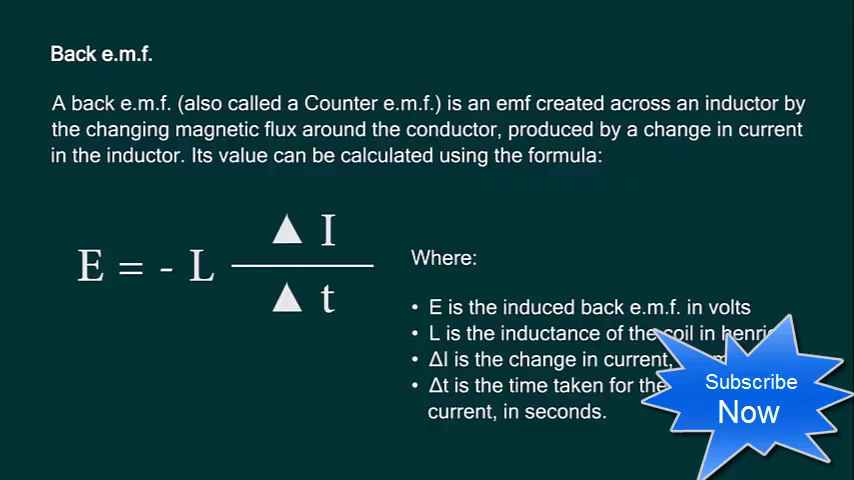 Back e.m.f.
A back e.m.f. (also called a Counter e.m.f.) is an emf created across an inductor by
the changing magnetic flux around the conductor, produced by a change in current
in the inductor. Its value can be calculated using the formula:
E = - L ▲ I / ▲ t
Where:
• E is the induced back e.m.f. in volts
• L is the inductance of the coil in
• ΔI is the change in current,
• Δt is the time taken for the
current, in seconds.
Subscribe
Now